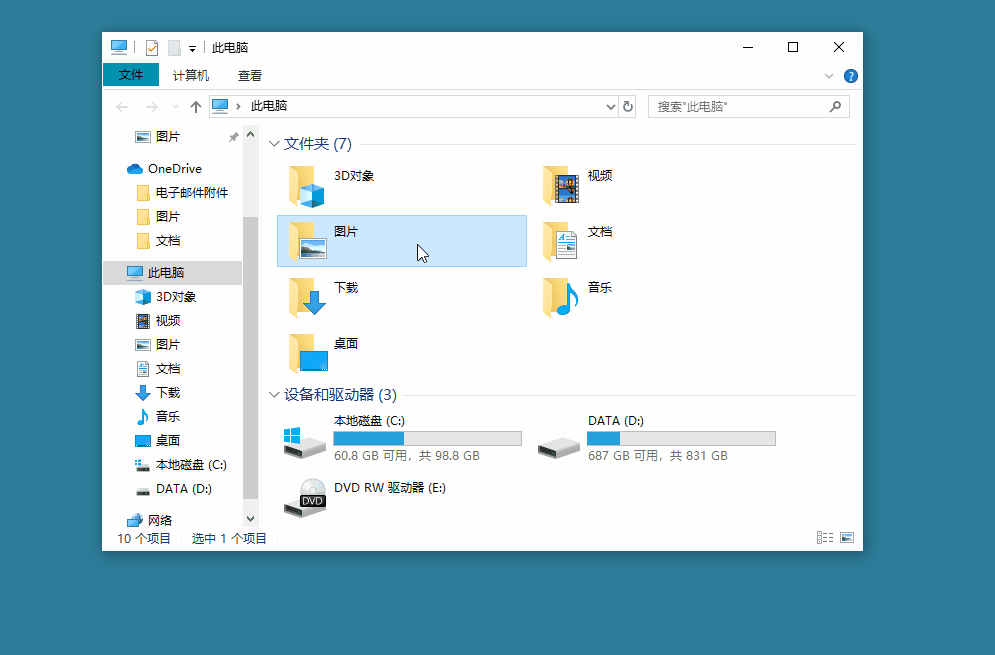 此电脑
文件 计算机 查看
此电脑 搜索"此电脑"
图片
OneDrive
电子邮件附件
图片
文档
此电脑
3D对象
视频
图片
文档
下载
音乐
桌面
本地磁盘 (C:)
DATA (D:)
网络
文件夹 (7)
3D对象 视频
图片 文档
下载 音乐
桌面
设备和驱动器 (3)
本地磁盘 (C:) DATA (D:)
60.8 GB 可用，共 98.8 GB 687 GB 可用，共 831 GB
DVD RW 驱动器 (E:)
DVD
10 个项目 选中 1 个项目